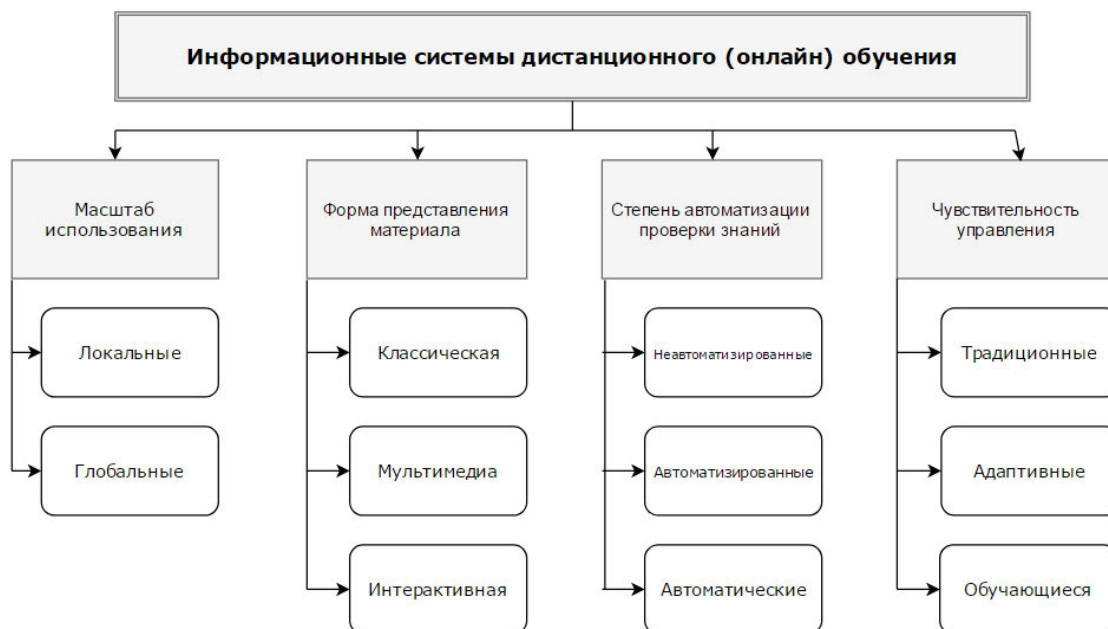 Информационные системы дистанционного (онлайн) обучения
Масштаб
использования
Форма представления
материала
Степень автоматизации
проверки знаний
Чувствительность
управления
Локальные
Классическая
Неавтоматизированные
Традиционные
Глобальные
Мультимедиа
Автоматизированные
Адаптивные
Интерактивная
Автоматические
Обучающиеся